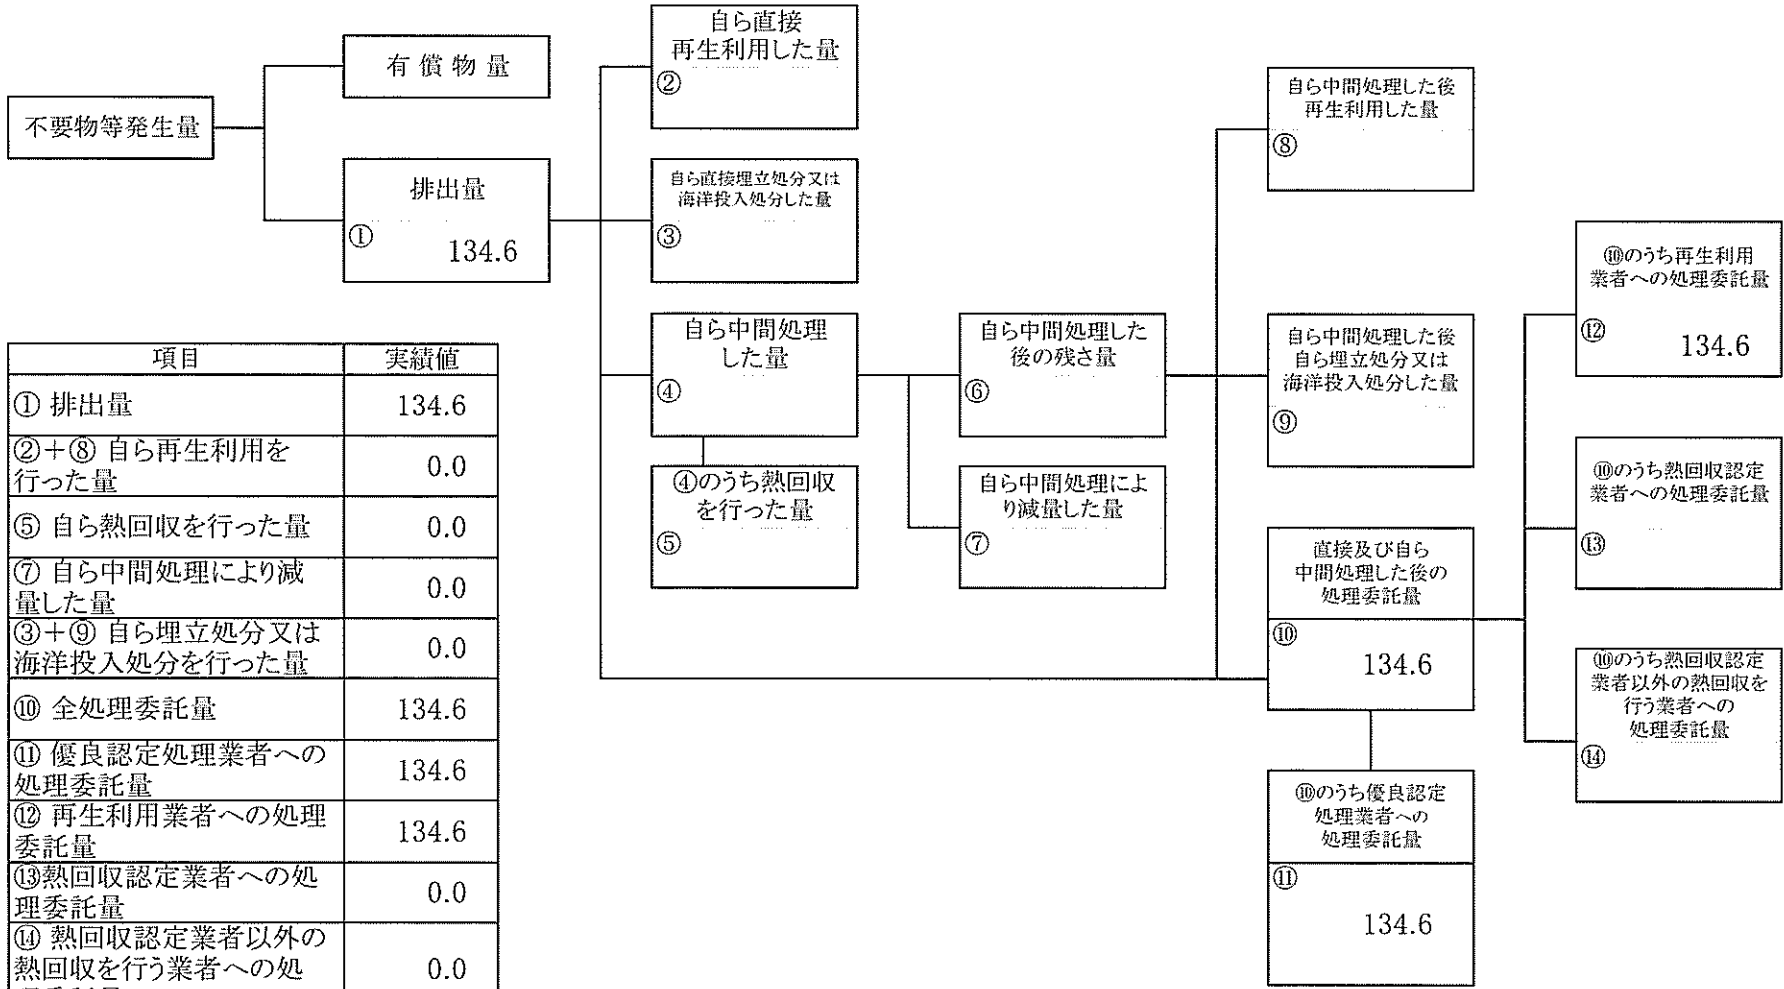 不要物等発生量
有償物量
排出量
①
134.6
自ら直接
再生利用した量
②
自ら直接埋立処分又は
海洋投入処分した量
③
自ら中間処理
した量
④
④のうち熱回収
を行った量
⑤
自ら中間処理した
後の残さ量
⑥
自ら中間処理によ
り減量した量
⑦
自ら中間処理した後
再生利用した量
⑧
自ら中間処理した後
自ら埋立処分又は
海洋投入処分した量
⑨
直接及び自ら
中間処理した後の
処理委託量
⑩
134.6
⑩のうち優良認定
処理業者への
処理委託量
⑪
134.6
⑩のうち再生利用
業者への処理委託量
⑫
134.6
⑩のうち熱回収認定
業者への処理委託量
⑬
⑩のうち熱回収認定
業者以外の熱回収を
行う業者への
処理委託量
⑭
項目 実績値
① 排出量 134.6
②+⑧ 自ら再生利用を
行った量 0.0
⑤ 自ら熱回収を行った量 0.0
⑦ 自ら中間処理により減
量した量 0.0
③+⑨ 自ら埋立処分又は
海洋投入処分を行った量 0.0
⑩ 全処理委託量 134.6
⑪ 優良認定処理業者への
処理委託量 134.6
⑫ 再生利用業者への処理
委託量 134.6
⑬熱回収認定業者への処
理委託量 0.0
⑭ 熱回収認定業者以外の
熱回収を行う業者への処 0.0